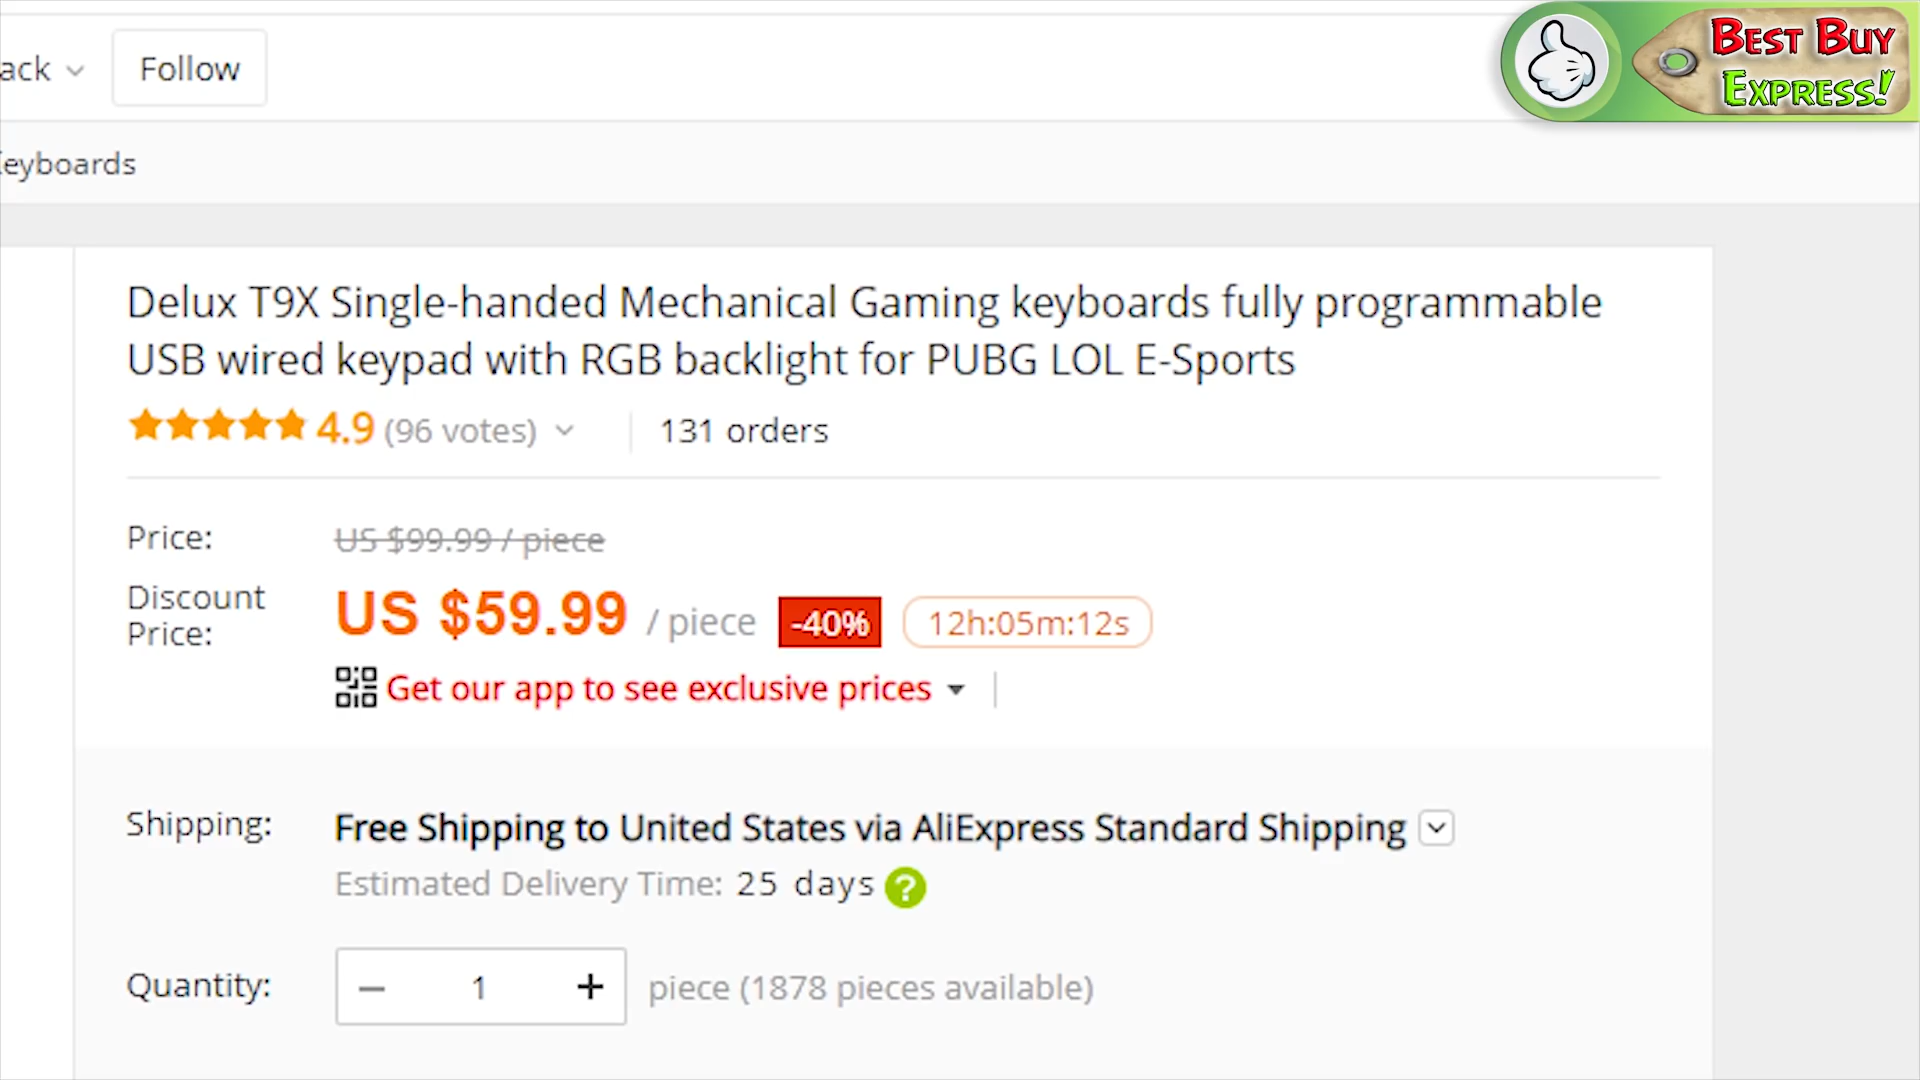 ack Follow
BEST BUY
EXPRESS!
eyboards
Delux T9X Single-handed Mechanical Gaming keyboards fully programmable
USB wired keypad with RGB backlight for PUBG LOL E-Sports
4.9 (96 votes) 131 orders
Price: US $99.99 / piece
Discount
Price: US $59.99 / piece -40% 12h:05m:12s
Get our app to see exclusive prices
Shipping: Free Shipping to United States via AliExpress Standard Shipping
Estimated Delivery Time: 25 days ?
Quantity: − 1 + piece (1878 pieces available)